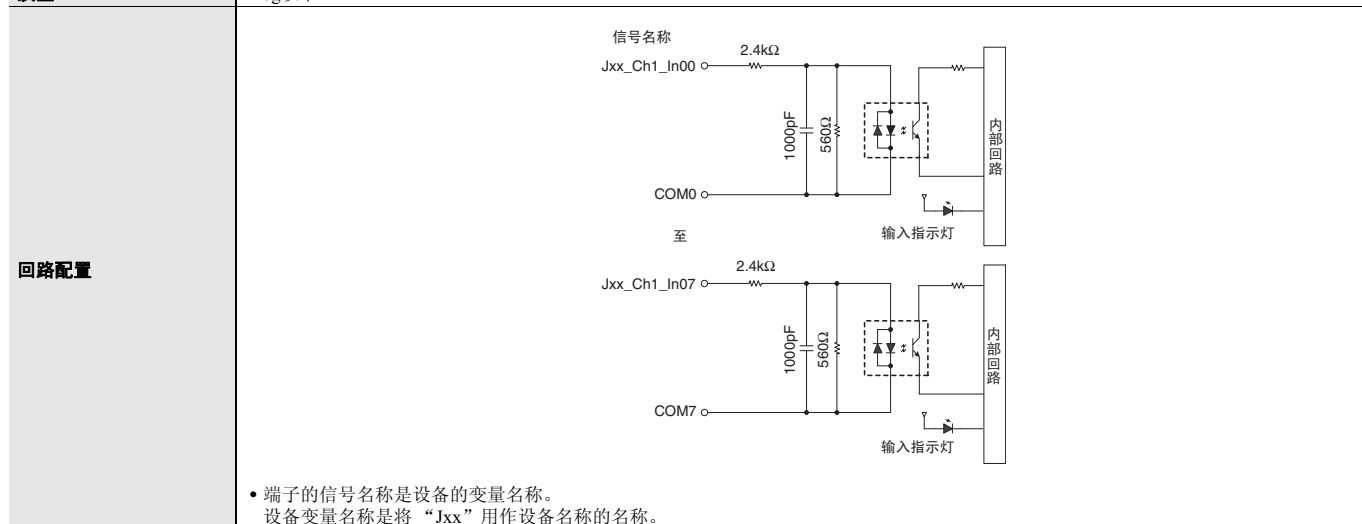 回路配置
信号名称
2.4kΩ
Jxx_Ch1_In00
1000pF
560Ω
内部回路
COM0
输入指示灯
至
2.4kΩ
Jxx_Ch1_In07
1000pF
560Ω
内部回路
COM7
输入指示灯
• 端子的信号名称是设备的变量名称。
设备变量名称是将 “Jxx”用作设备名称的名称。